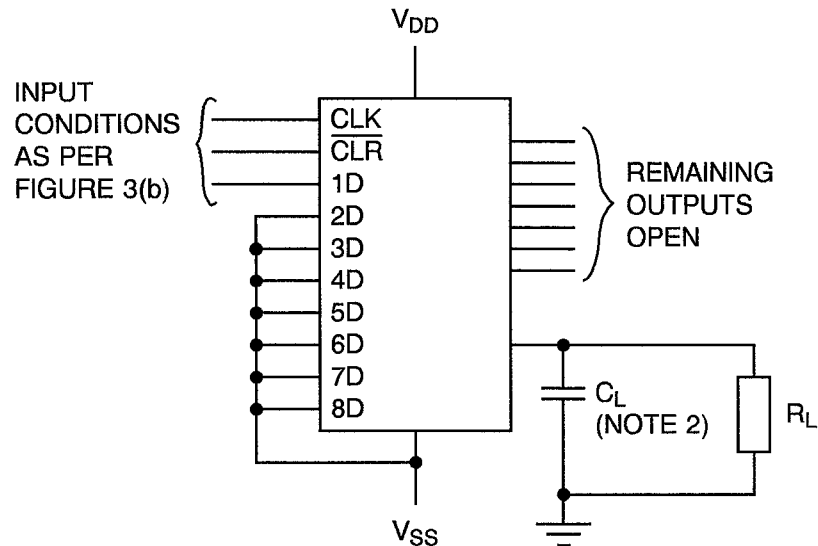 V_DD
INPUT
CONDITIONS
AS PER
FIGURE 3(b)
CLK
C̅L̅R̅
1D
2D
3D
4D
5D
6D
7D
8D
REMAINING
OUTPUTS
OPEN
C_L
(NOTE 2)
R_L
V_SS